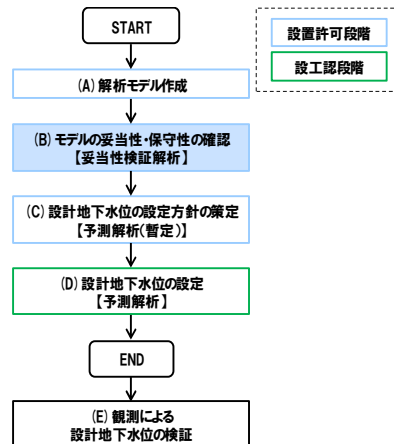 START
設置許可段階
設工認段階
(A) 解析モデル作成
(B) モデルの妥当性・保守性の確認
【妥当性検証解析】
(C) 設計地下水位の設定方針の策定
【予測解析(暫定)】
(D) 設計地下水位の設定
【予測解析】
END
(E) 観測による
設計地下水位の検証